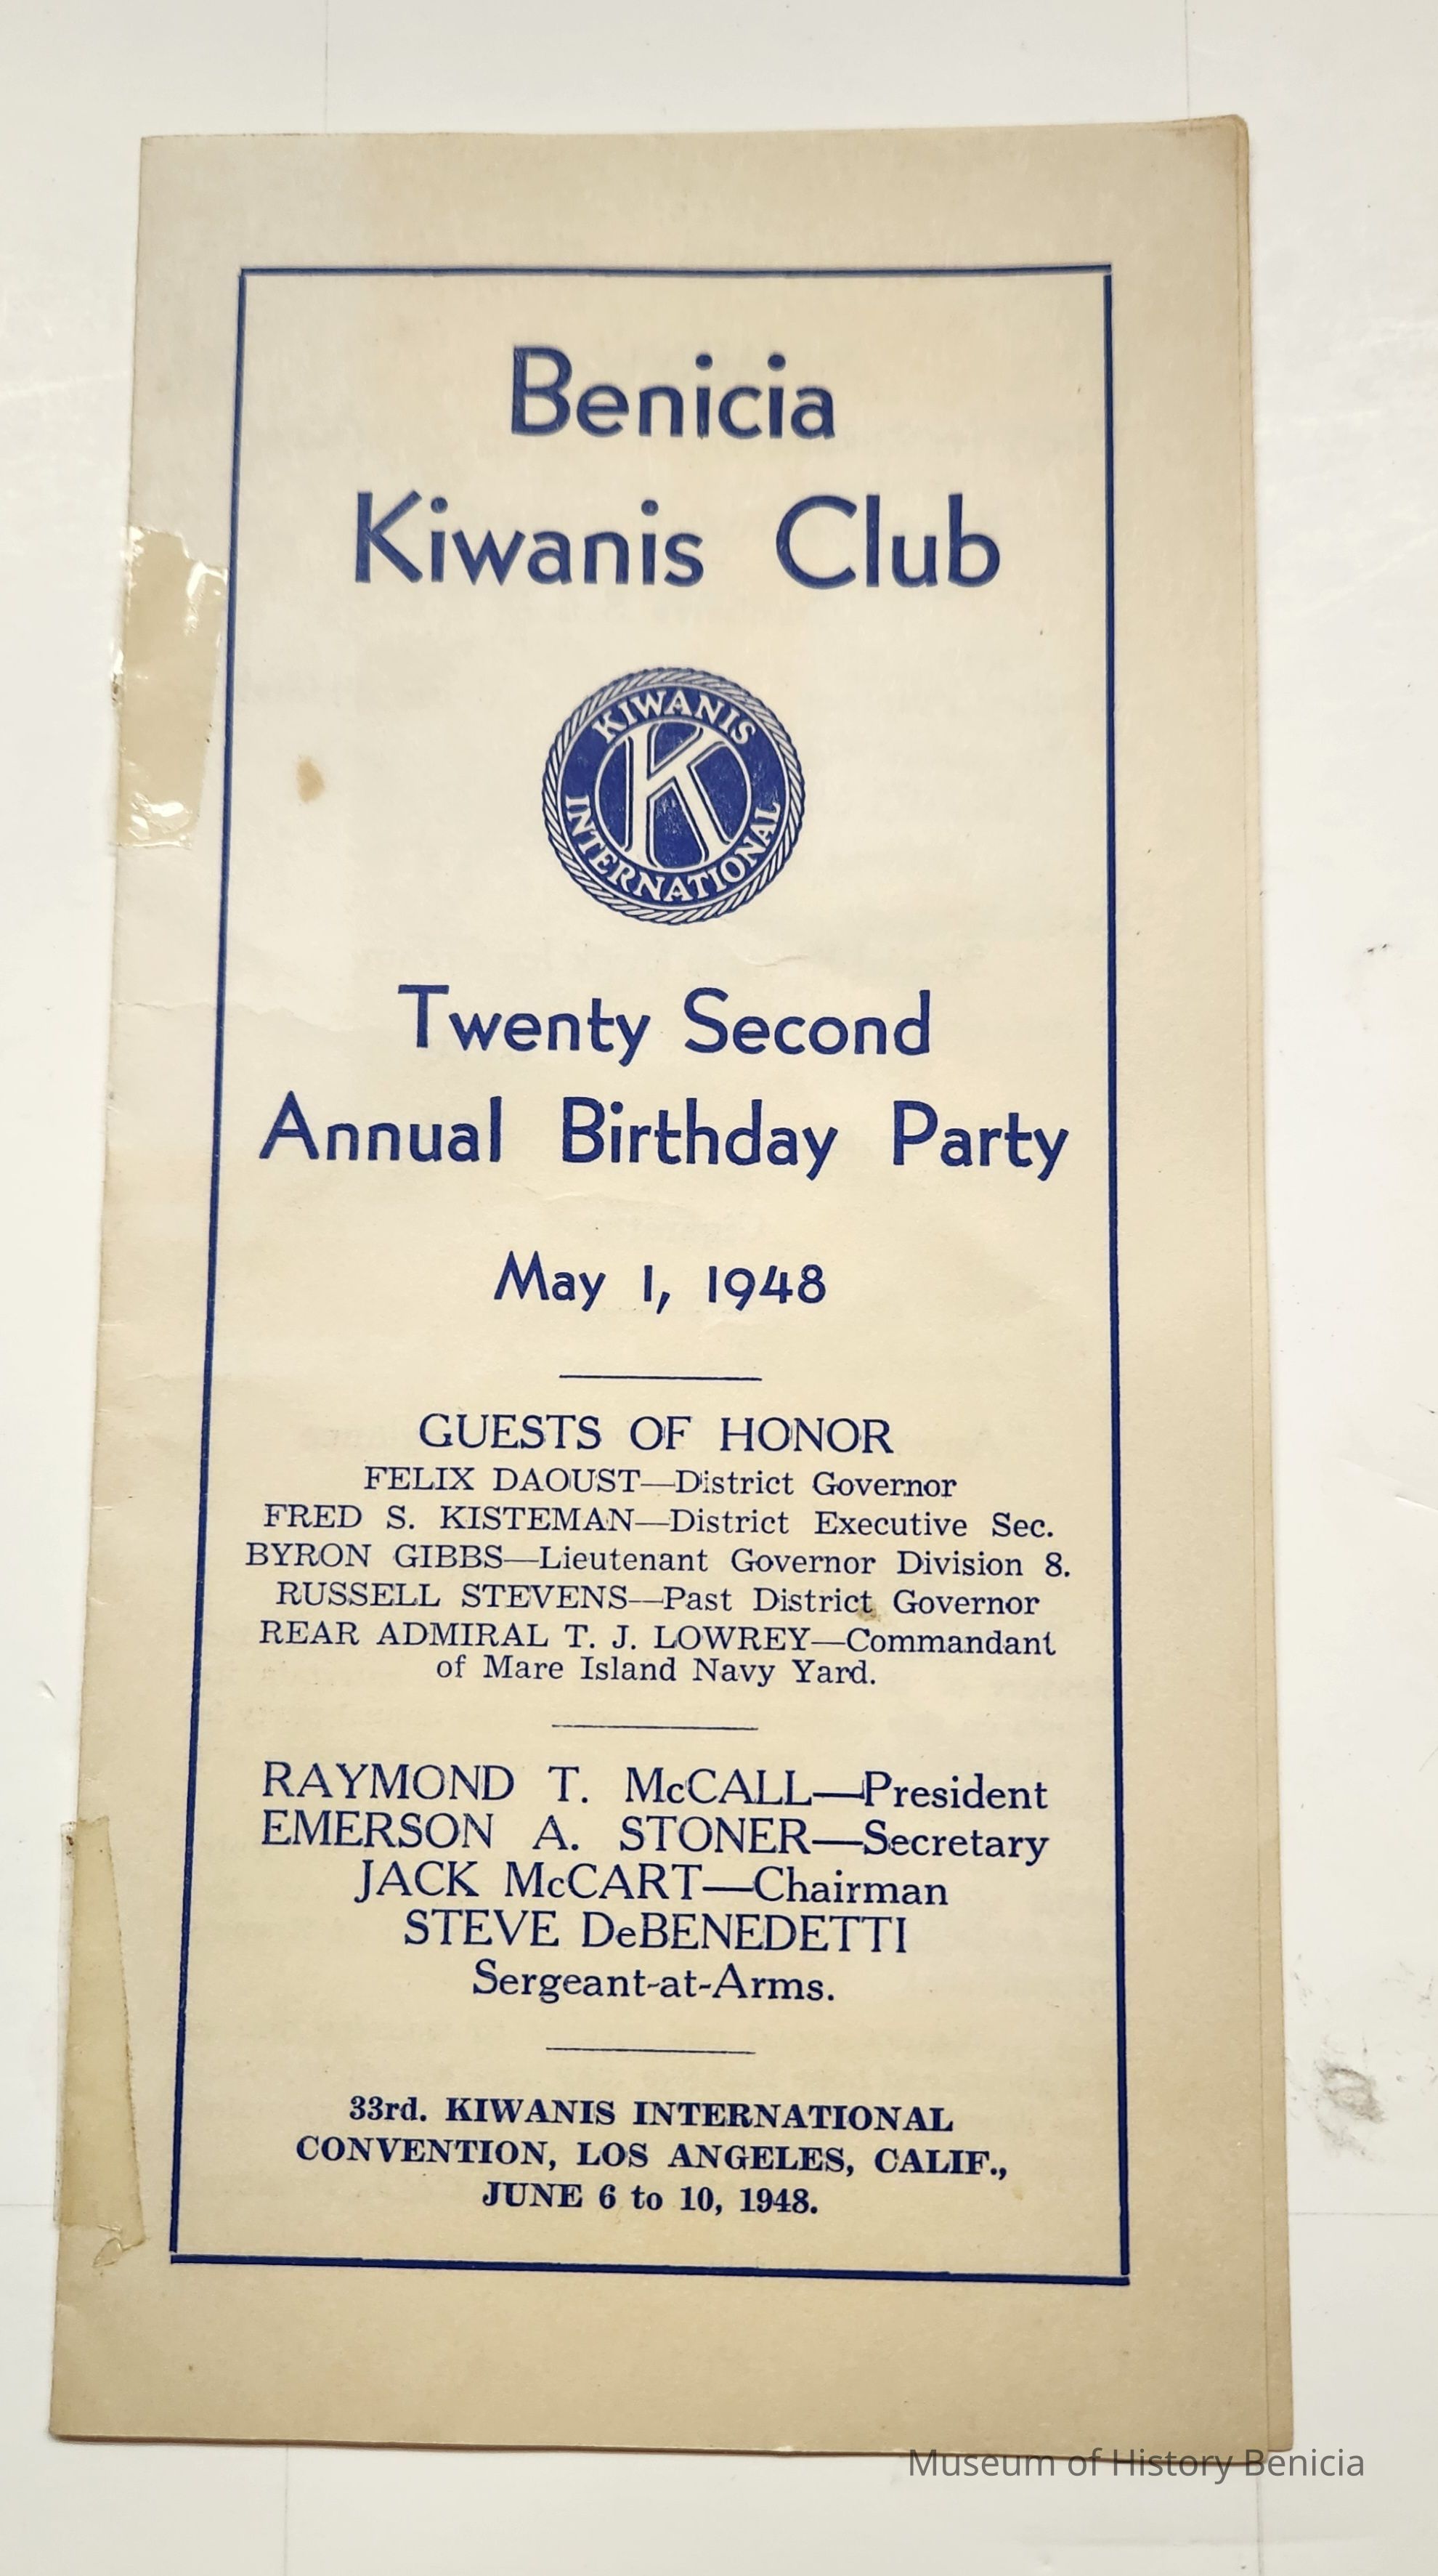 Benicia
Kiwanis Club
KIWANIS
K
INTERNATIONAL
Twenty Second
Annual Birthday Party
May 1, 1948
GUESTS OF HONOR
FELIX DAOUST—District Governor
FRED S. KISTEMAN—District Executive Sec.
BYRON GIBBS—Lieutenant Governor Division 8.
RUSSELL STEVENS—Past District Governor
REAR ADMIRAL T. J. LOWREY—Commandant
of Mare Island Navy Yard.
RAYMOND T. McCALL—President
EMERSON A. STONER—Secretary
JACK McCART—Chairman
STEVE DeBENEDETTI
Sergeant-at-Arms.
33rd. KIWANIS INTERNATIONAL
CONVENTION, LOS ANGELES, CALIF.,
JUNE 6 to 10, 1948.
Museum of History Benicia